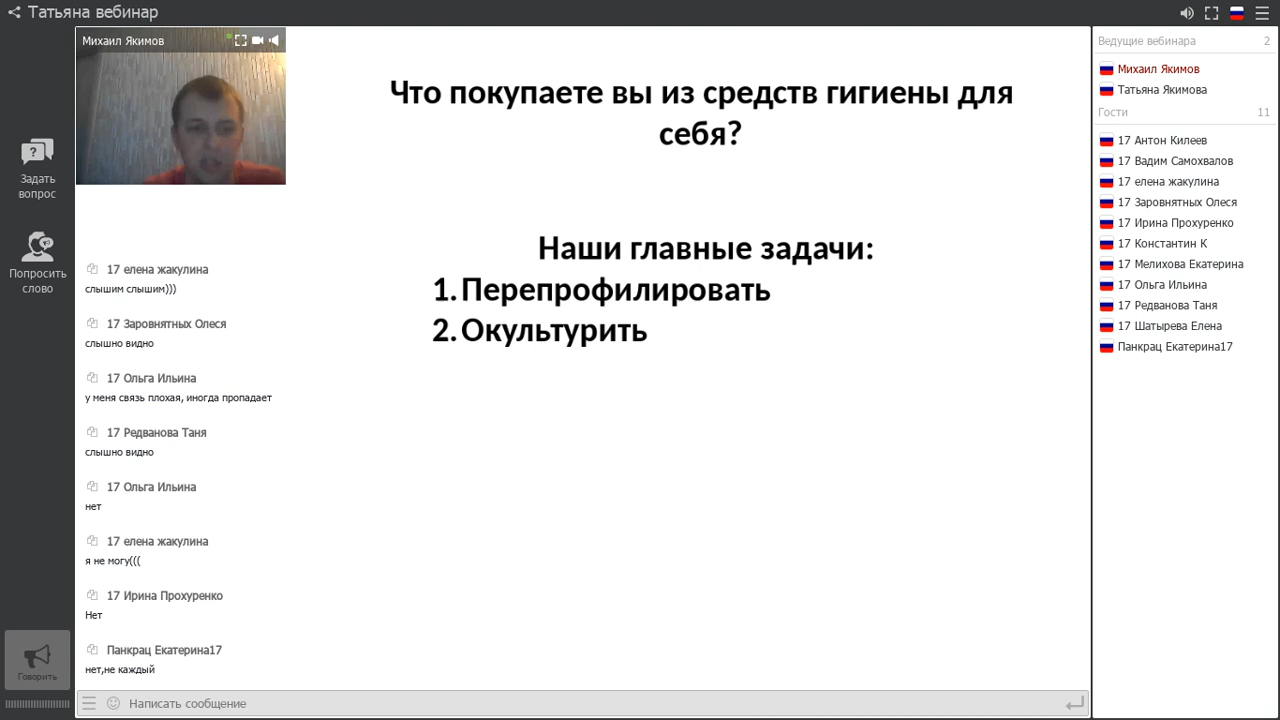 Татьяна вебинар
Михаил Якимов
Задать
вопрос
Попросить
слово
Говорить
Что покупаете вы из средств гигиены для
себя?
Наши главные задачи:
1. Перепрофилировать
2. Окультурить
17 елена жакулина
слышим слышим)))
17 Заровнятных Олеся
слышно видно
17 Ольга Ильина
у меня связь плохая, иногда пропадает
17 Редванова Таня
слышно видно
17 Ольга Ильина
нет
17 елена жакулина
я не могу(((
17 Ирина Прохуренко
Нет
Панкрац Екатерина17
нет,не каждый
Написать сообщение
Ведущие вебинара 2
Михаил Якимов
Татьяна Якимова
Гости 11
17 Антон Килеев
17 Вадим Самохвалов
17 елена жакулина
17 Заровнятных Олеся
17 Ирина Прохуренко
17 Константин К
17 Мелихова Екатерина
17 Ольга Ильина
17 Редванова Таня
17 Шатырева Елена
Панкрац Екатерина17